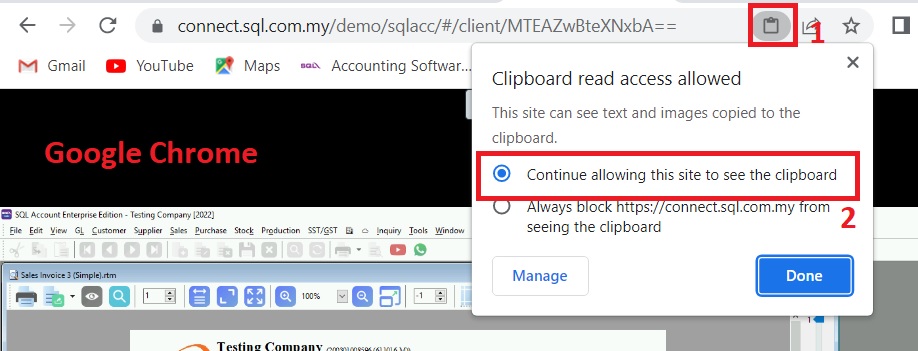 connect.sql.com.my/demo/sqlacc/#/client/MTEAZwBteXNxbA==
1
Gmail YouTube Maps SQL Accounting Softwar...
Clipboard read access allowed
This site can see text and images copied to the
clipboard.
Google Chrome
Continue allowing this site to see the clipboard
Always block https://connect.sql.com.my from
seeing the clipboard
2
SQL Account Enterprise Edition - Testing Company [2022]
File Edit View GL Customer Supplier Sales Purchase Stock Production SST/GST Inquiry Tools Window
Manage
Done
Sales Invoice 3 (Simple).rtm
1
100%
-1
1
Testing Company